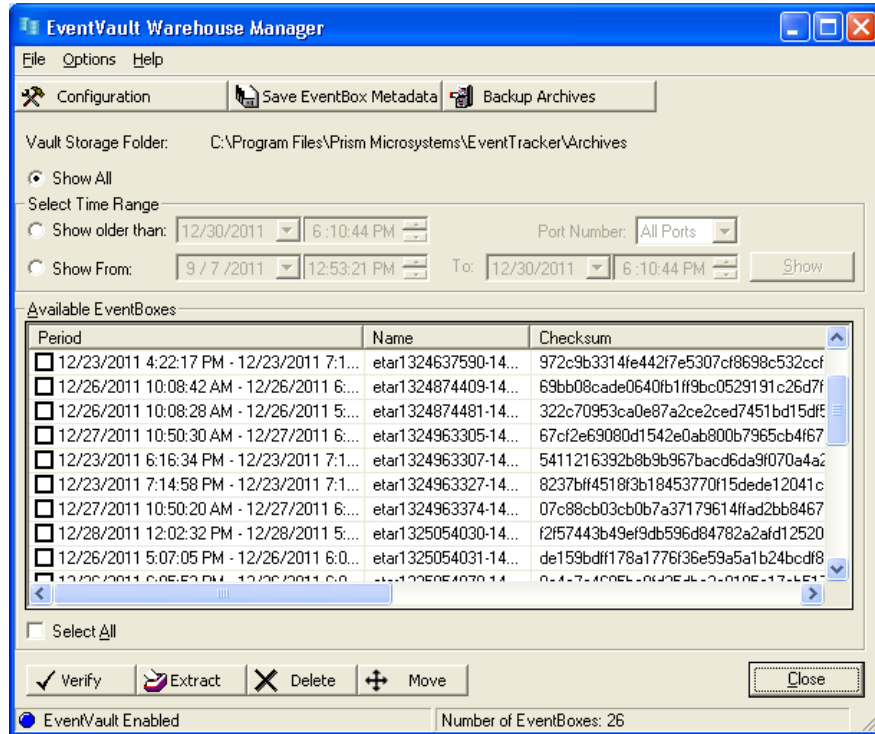 EventVault Warehouse Manager
File Options Help
Configuration Save EventBox Metadata Backup Archives
Vault Storage Folder: C:\Program Files\Prism Microsystems\EventTracker\Archives
Show All
Select Time Range
Show older than: 12/30/2011 6:10:44 PM Port Number: All Ports
Show From: 9/7/2011 12:53:21 PM To: 12/30/2011 6:10:44 PM Show
Available EventBoxes
Period Name Checksum
12/23/2011 4:22:17 PM - 12/23/2011 7:1... etar1324637590-14... 972c9b3314fe442f7e5307cf8698c532ccf
12/26/2011 10:08:42 AM - 12/26/2011 6:... etar1324874409-14... 69bb08cade0640fb1ff9bc0529191c26d7f
12/26/2011 10:08:28 AM - 12/26/2011 5:... etar1324874481-14... 322c70953ca0e87a2ce2ced7451bd15df5
12/27/2011 10:50:30 AM - 12/27/2011 6:... etar1324963305-14... 67cf2e69080d1542e0ab800b7965cb4f67
12/23/2011 6:16:34 PM - 12/23/2011 7:1... etar1324963307-14... 5411216392b8b9b967bacd6da9f070a4a2
12/23/2011 7:14:58 PM - 12/23/2011 7:1... etar1324963327-14... 8237bff4518f3b18453770f15dede12041c
12/27/2011 10:50:20 AM - 12/27/2011 6:... etar1324963374-14... 07c88cb03cb0b7a37179614ffad2bb8467
12/28/2011 12:02:32 PM - 12/28/2011 5:... etar1325054030-14... f2f57443b49ef9db596d84782a2afd12520
12/26/2011 5:07:05 PM - 12/26/2011 6:0... etar1325054031-14... de159bdff178a1776f36e59a5a1b24bcdf8
Select All
Verify Extract Delete Move Close
EventVault Enabled Number of EventBoxes: 26